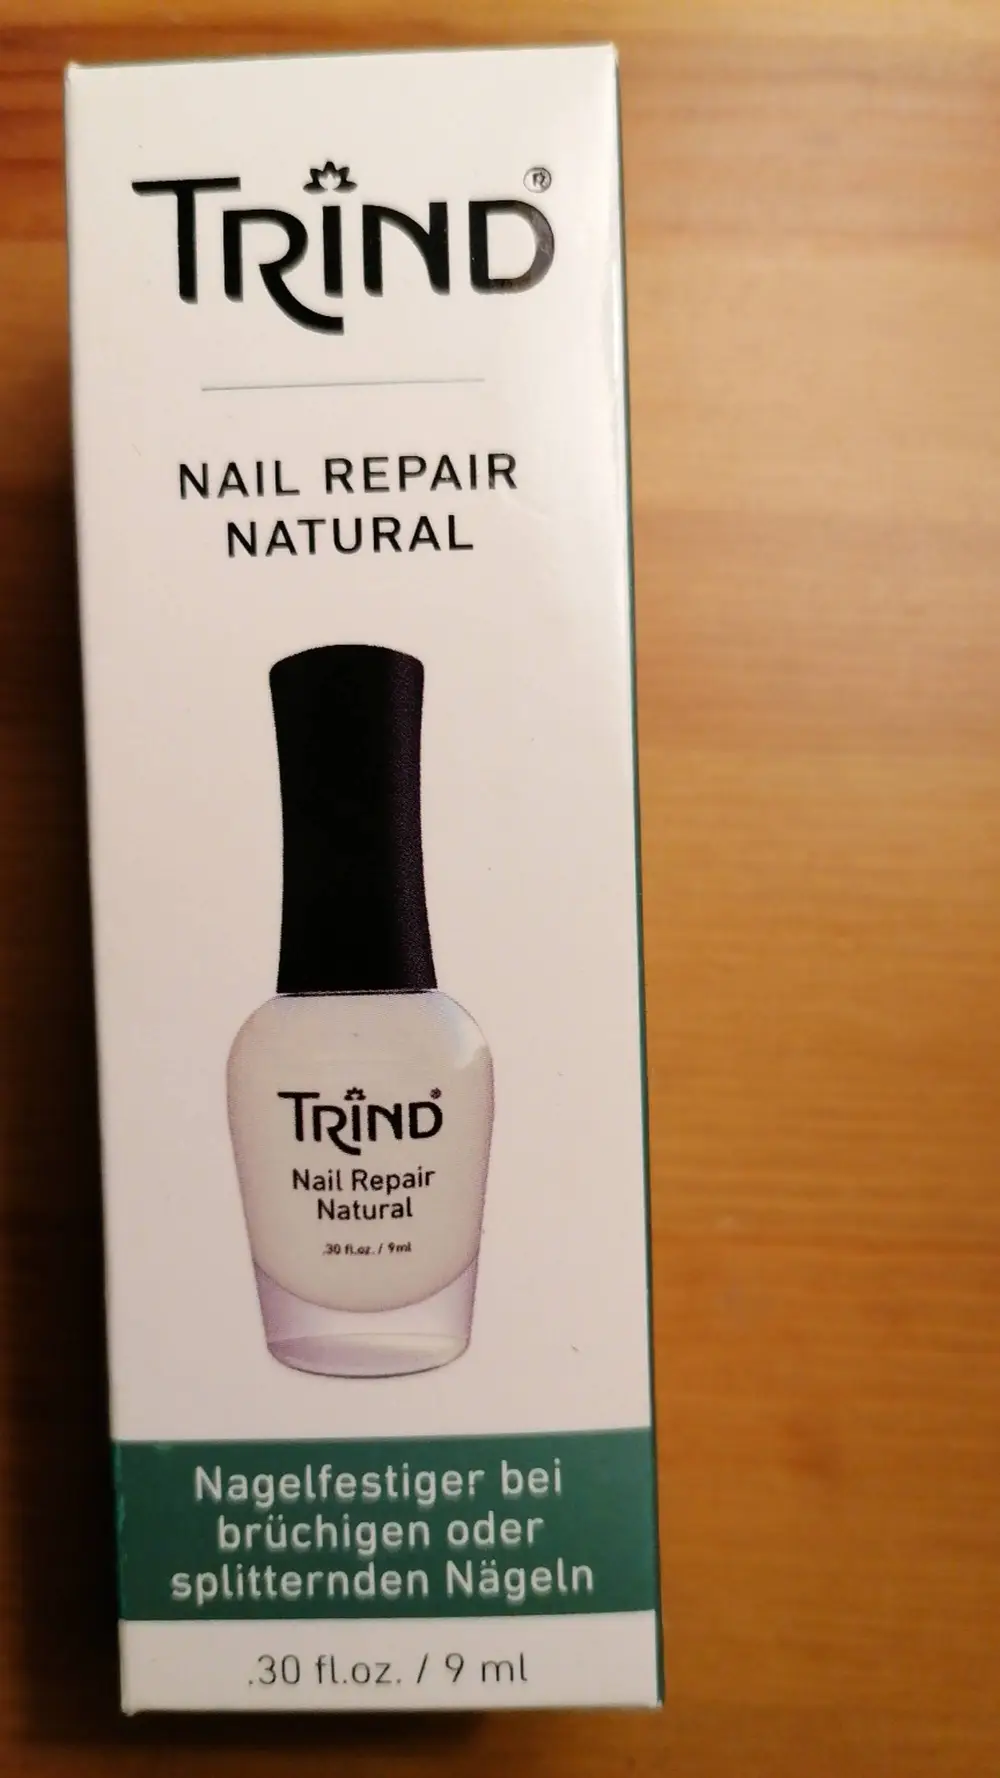 TRIND®
NAIL REPAIR
NATURAL
TRIND®
Nail Repair
Natural
.30 fl.oz. / 9ml
Nagelfestiger bei
brüchigen oder
splitternden Nägeln
.30 fl.oz. / 9 ml